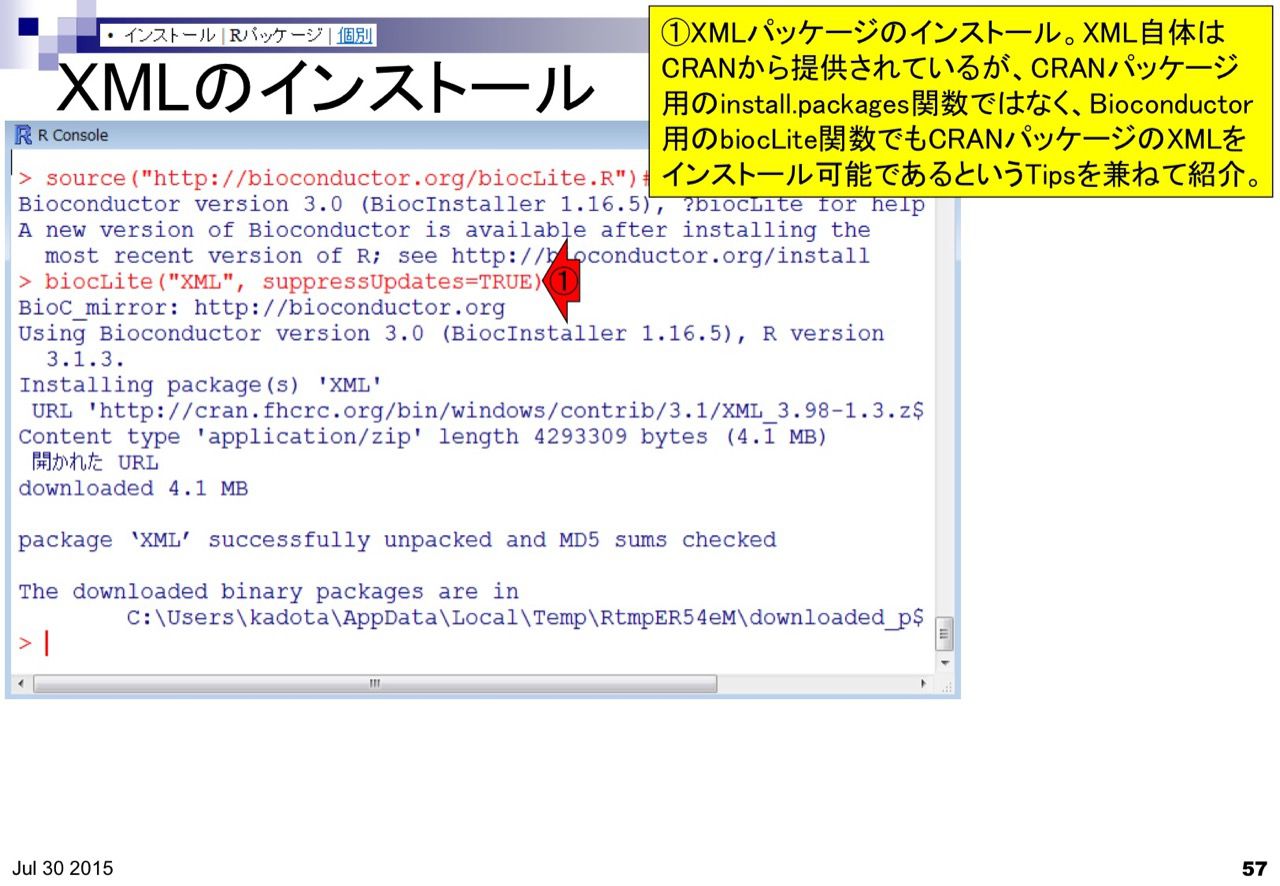 ・ インストール | Rパッケージ | 個別
XMLのインストール
①XMLパッケージのインストール。XML自体は
CRANから提供されているが、CRANパッケージ
用のinstall.packages関数ではなく、Bioconductor
用のbiocLite関数でもCRANパッケージのXMLを
インストール可能であるというTipsを兼ねて紹介。
R Console
> source("http://bioconductor.org/biocLite.R")#
Bioconductor version 3.0 (BiocInstaller 1.16.5), ?biocLite for help
A new version of Bioconductor is available after installing the
most recent version of R; see http://bioconductor.org/install
> biocLite("XML", suppressUpdates=TRUE)
①
BioC_mirror: http://bioconductor.org
Using Bioconductor version 3.0 (BiocInstaller 1.16.5), R version
3.1.3.
Installing package(s) 'XML'
URL 'http://cran.fhcrc.org/bin/windows/contrib/3.1/XML_3.98-1.3.z$
Content type 'application/zip' length 4293309 bytes (4.1 MB)
開かれた URL
downloaded 4.1 MB
package ‘XML’ successfully unpacked and MD5 sums checked
The downloaded binary packages are in
C:\Users\kadota\AppData\Local\Temp\RtmpER54eM\downloaded_p$
>
Jul 30 2015
57